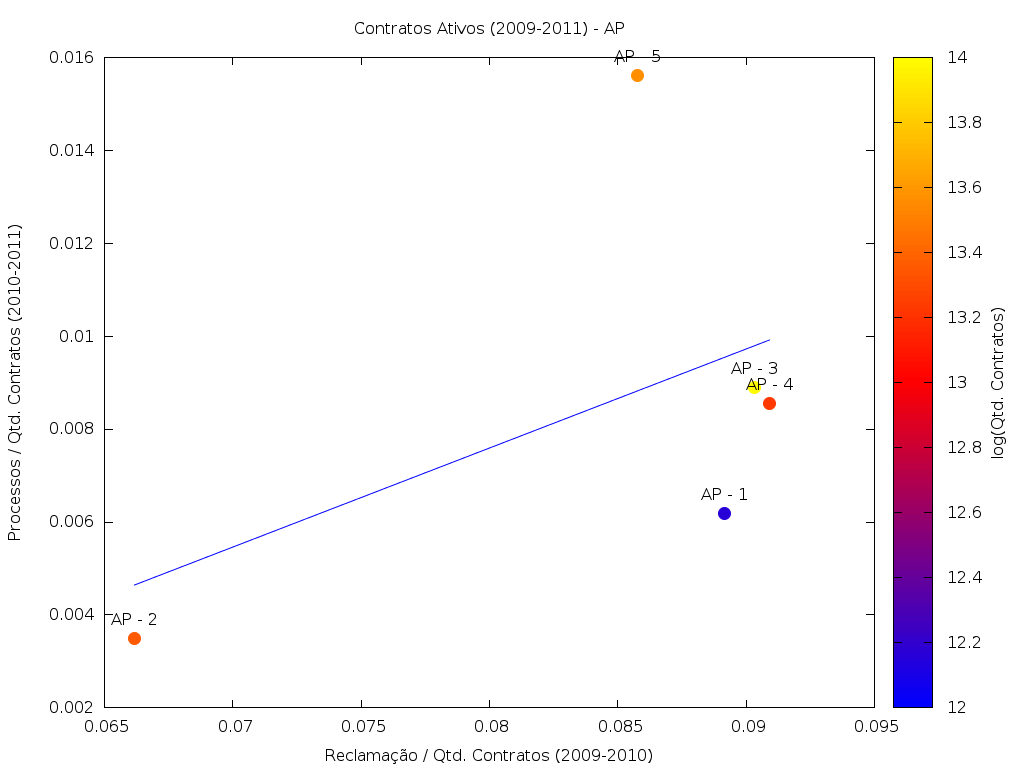 Contratos Ativos (2009-2011) - AP
Processos / Qtd. Contratos (2010-2011)
0.016
0.014
0.012
0.01
0.008
0.006
0.004
0.002
AP - 5
AP - 3
AP - 4
AP - 1
AP - 2
0.065
0.07
0.075
0.08
0.085
0.09
0.095
Reclamação / Qtd. Contratos (2009-2010)
14
13.8
13.6
13.4
13.2
13
12.8
12.6
12.4
12.2
12
log(Qtd. Contratos)